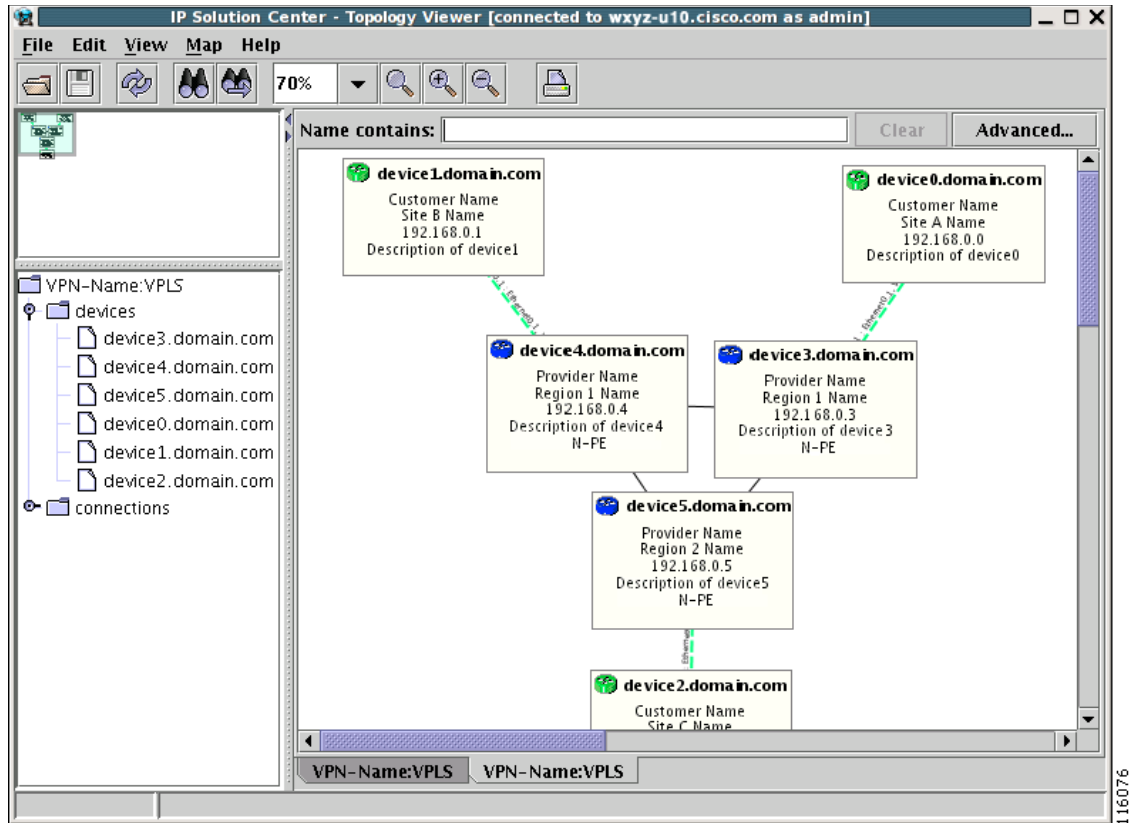 IP Solution Center - Topology Viewer [connected to wxyz-u10.cisco.com as admin]
File Edit View Map Help
70%
Name contains: Clear Advanced...
device1.domain.com
Customer Name
Site B Name
192.168.0.1
Description of device1
device0.domain.com
Customer Name
Site A Name
192.168.0.0
Description of device0
Ethernet0.1
Ethernet0.1
device4.domain.com
Provider Name
Region 1 Name
192.168.0.4
Description of device4
N-PE
device3.domain.com
Provider Name
Region 1 Name
192.168.0.3
Description of device3
N-PE
device5.domain.com
Provider Name
Region 2 Name
192.168.0.5
Description of device5
N-PE
Ethernet
device2.domain.com
Customer Name
Site C Name
VPN-Name:VPLS
devices
device3.domain.com
device4.domain.com
device5.domain.com
device0.domain.com
device1.domain.com
device2.domain.com
connections
VPN-Name:VPLS VPN-Name:VPLS
116076